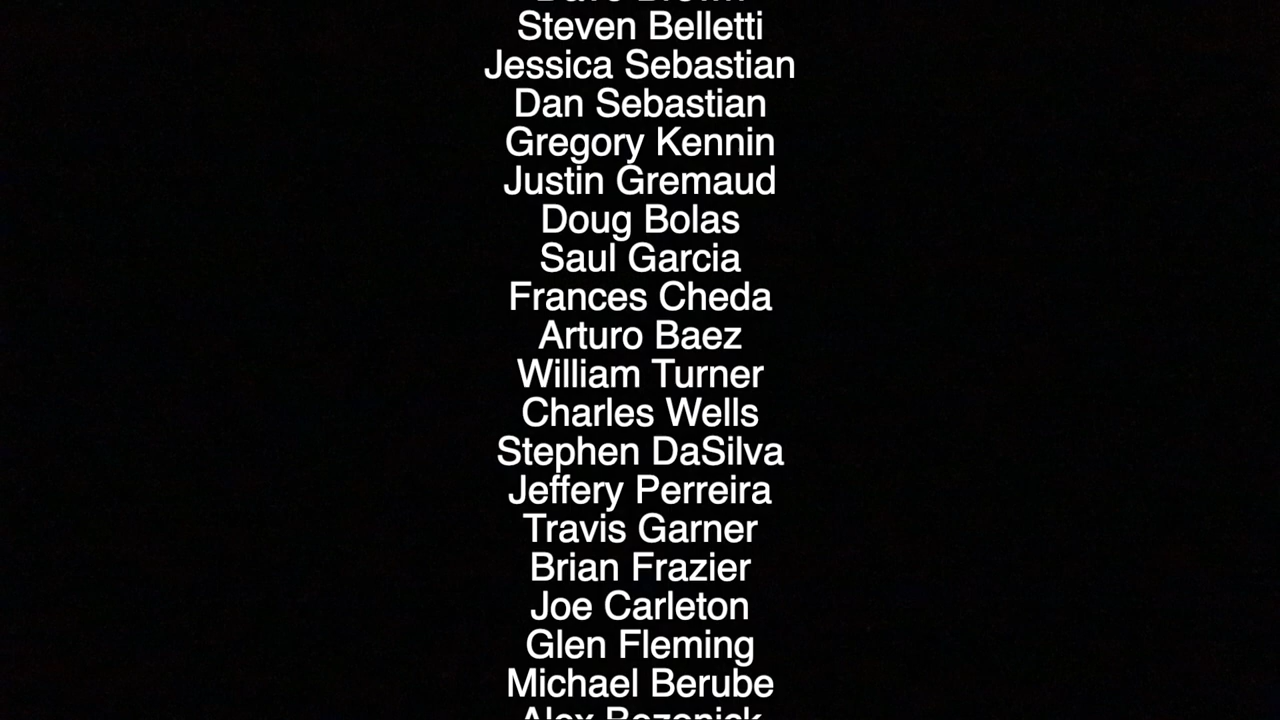 Steven Belletti
Jessica Sebastian
Dan Sebastian
Gregory Kennin
Justin Gremaud
Doug Bolas
Saul Garcia
Frances Cheda
Arturo Baez
William Turner
Charles Wells
Stephen DaSilva
Jeffery Perreira
Travis Garner
Brian Frazier
Joe Carleton
Glen Fleming
Michael Berube